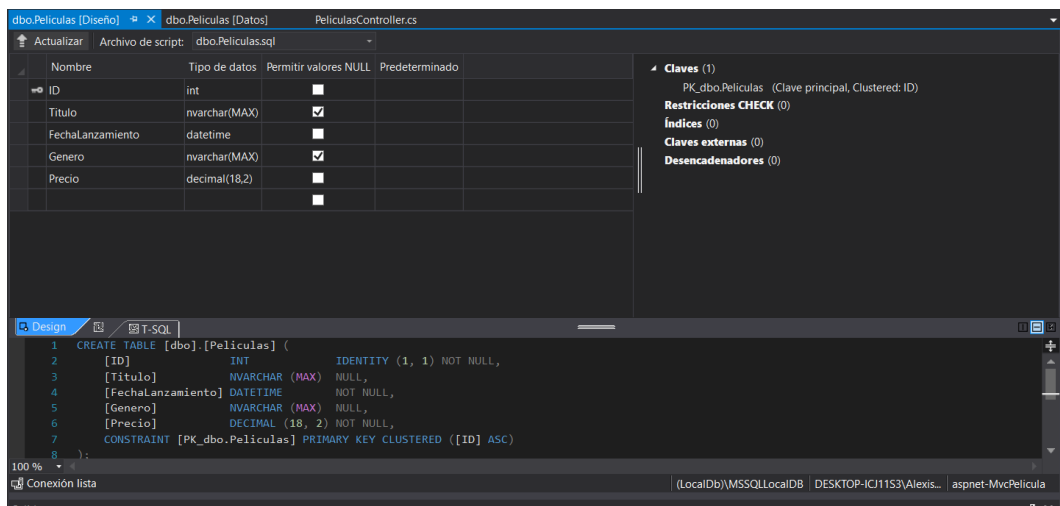 dbo.Peliculas [Diseño] dbo.Peliculas [Datos] PeliculasController.cs
Actualizar Archivo de script: dbo.Peliculas.sql
Nombre Tipo de datos Permitir valores NULL Predeterminado
ID int
Titulo nvarchar(MAX)
FechaLanzamiento datetime
Genero nvarchar(MAX)
Precio decimal(18,2)
Claves (1)
PK_dbo.Peliculas (Clave principal, Clustered: ID)
Restricciones CHECK (0)
Índices (0)
Claves externas (0)
Desencadenadores (0)
Design T-SQL
1 CREATE TABLE [dbo].[Peliculas] (
2 [ID] INT IDENTITY (1, 1) NOT NULL,
3 [Titulo] NVARCHAR (MAX) NULL,
4 [FechaLanzamiento] DATETIME NOT NULL,
5 [Genero] NVARCHAR (MAX) NULL,
6 [Precio] DECIMAL (18, 2) NOT NULL,
7 CONSTRAINT [PK_dbo.Peliculas] PRIMARY KEY CLUSTERED ([ID] ASC)
8 );
100 %
Conexión lista (LocalDb)\MSSQLLocalDB DESKTOP-ICJ11S3\Alexis... aspnet-MvcPelicula